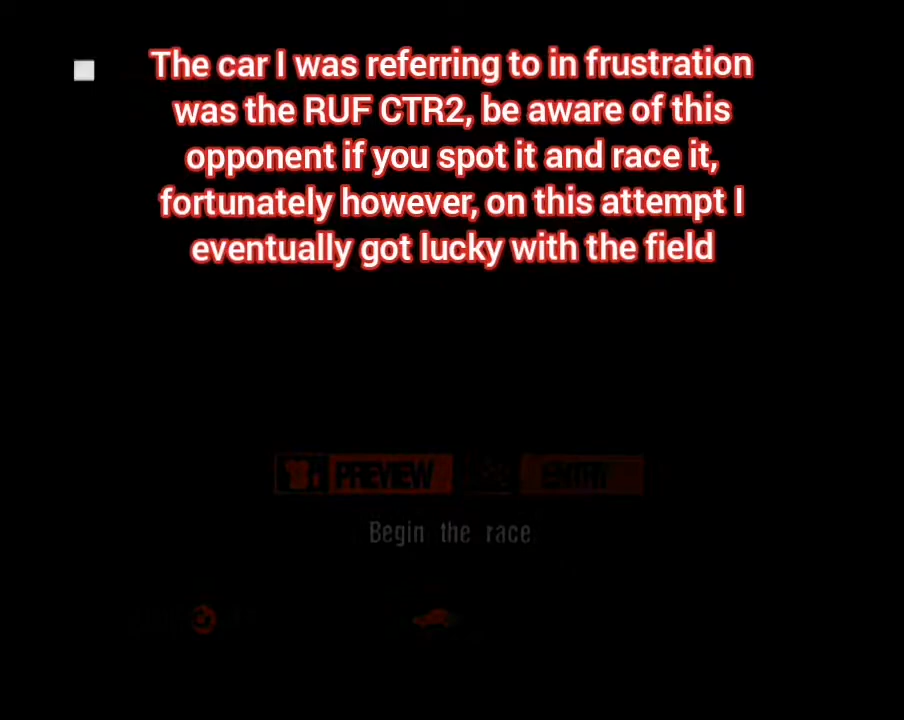 The car I was referring to in frustration
was the RUF CTR2, be aware of this
opponent if you spot it and race it,
fortunately however, on this attempt I
eventually got lucky with the field
PREVIEW ENTRY
Begin the race